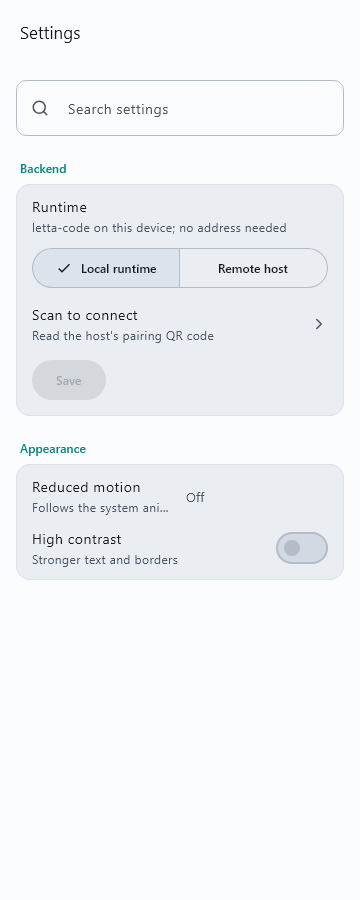 Settings
Search settings
Backend
Runtime
letta-code on this device; no address needed
Local runtime
Remote host
Scan to connect
Read the host's pairing QR code
Save
Appearance
Reduced motion
Follows the system ani...
Off
High contrast
Stronger text and borders